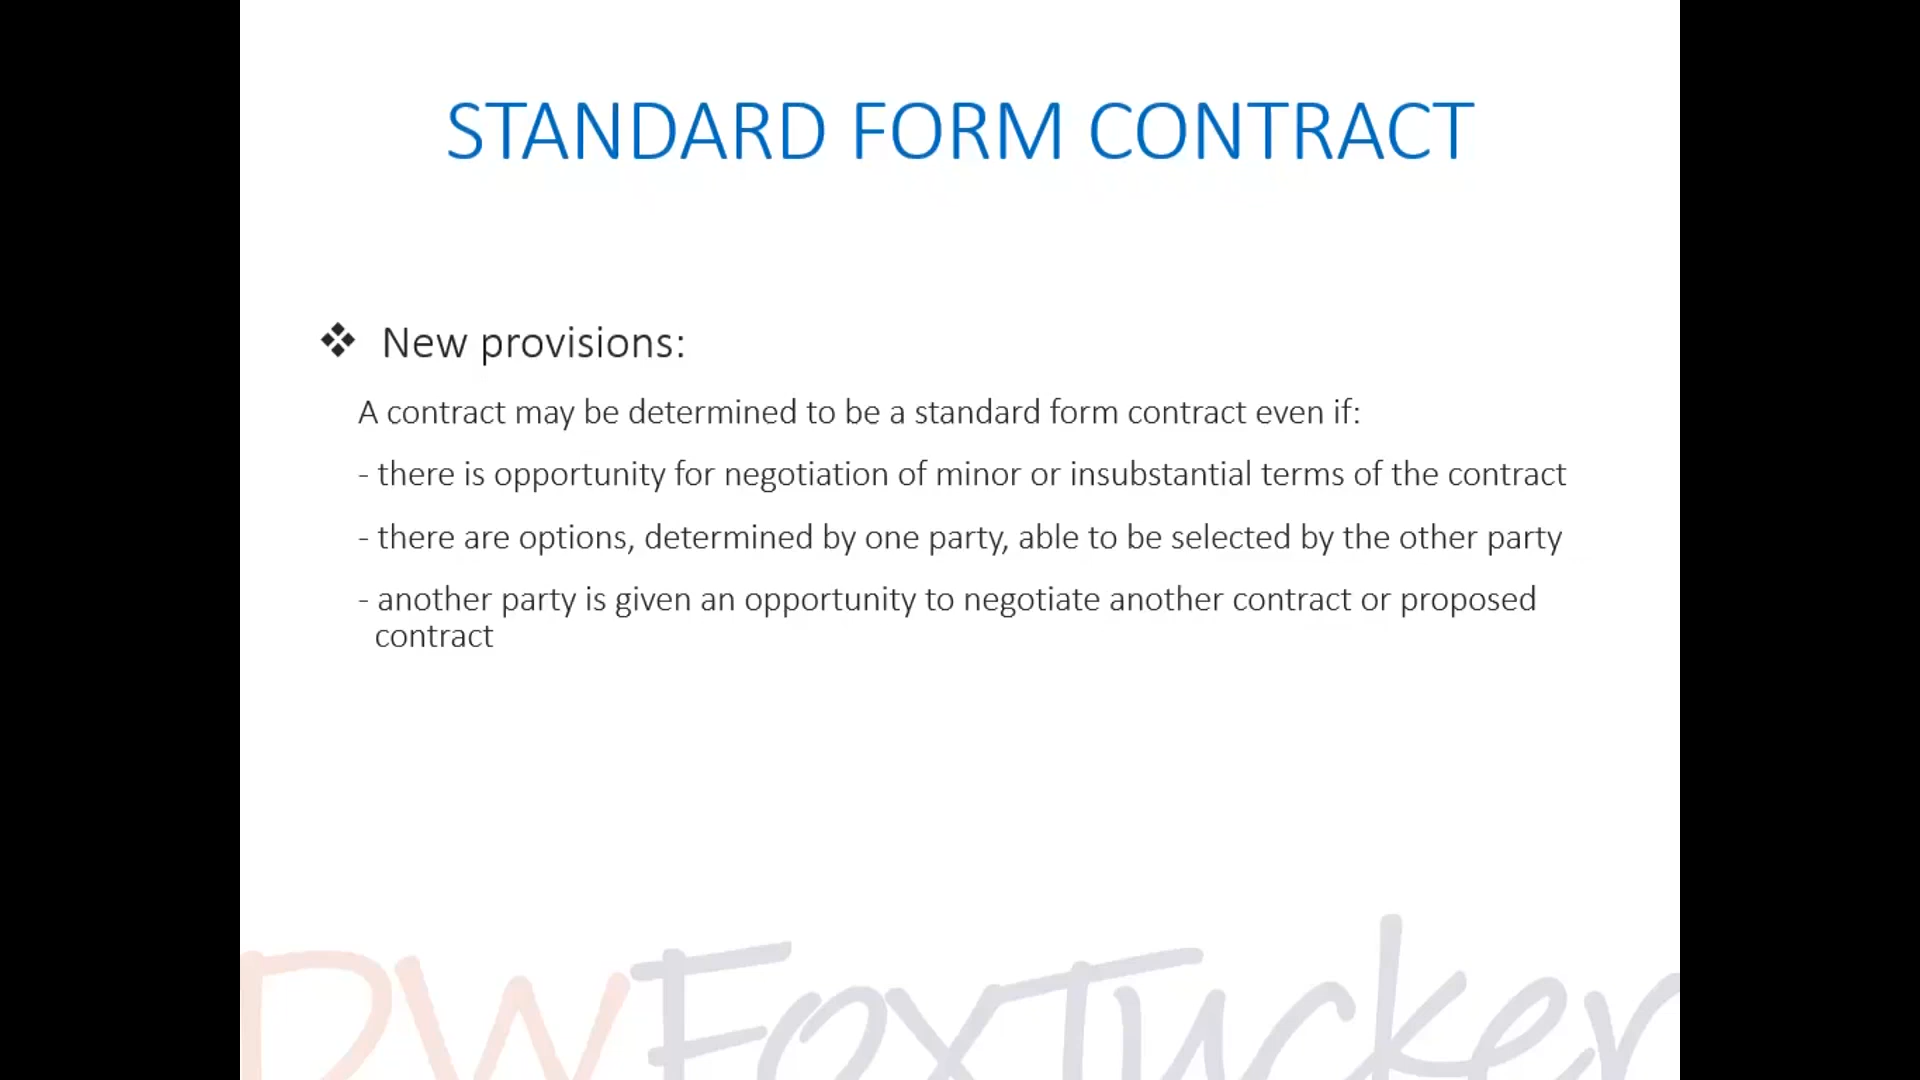 STANDARD FORM CONTRACT
❖ New provisions:
A contract may be determined to be a standard form contract even if:
- there is opportunity for negotiation of minor or insubstantial terms of the contract
- there are options, determined by one party, able to be selected by the other party
- another party is given an opportunity to negotiate another contract or proposed
contract
DW FoxTucker